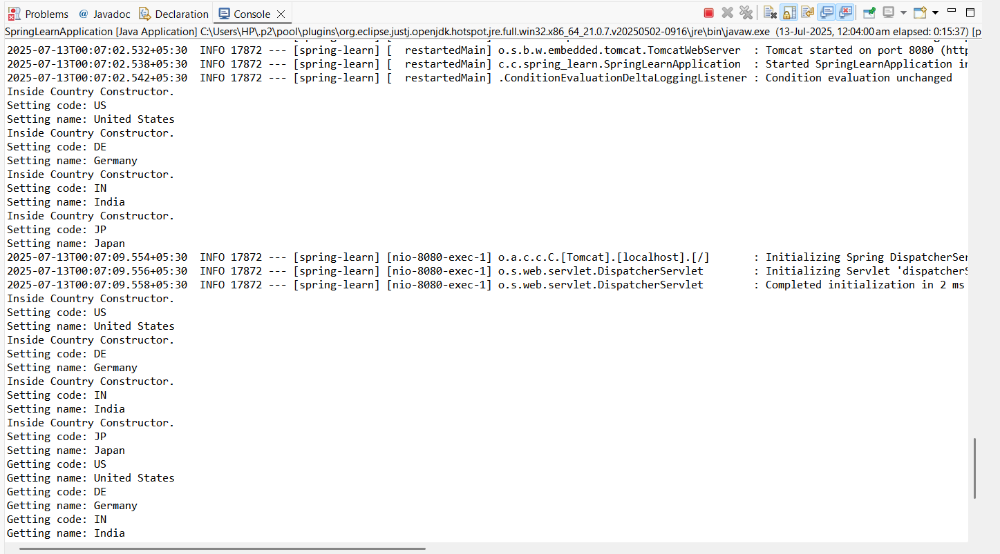 Problems @ Javadoc Declaration Console
SpringLearnApplication [Java Application] C:\Users\HP\.p2\pool\plugins\org.eclipse.justj.openjdk.hotspot.jre.full.win32.x86_64_21.0.7.v20250502-0916\jre\bin\javaw.exe (13-Jul-2025, 12:04:00 am elapsed: 0:15:37) [p
2025-07-13T00:07:02.532+05:30  INFO 17872 --- [spring-learn] [  restartedMain] o.s.b.w.embedded.tomcat.TomcatWebServer  : Tomcat started on port 8080 (http
2025-07-13T00:07:02.538+05:30  INFO 17872 --- [spring-learn] [  restartedMain] c.c.spring_learn.SpringLearnApplication  : Started SpringLearnApplication in
2025-07-13T00:07:02.542+05:30  INFO 17872 --- [spring-learn] [  restartedMain] .ConditionEvaluationDeltaLoggingListener : Condition evaluation unchanged
Inside Country Constructor.
Setting code: US
Setting name: United States
Inside Country Constructor.
Setting code: DE
Setting name: Germany
Inside Country Constructor.
Setting code: IN
Setting name: India
Inside Country Constructor.
Setting code: JP
Setting name: Japan
2025-07-13T00:07:09.554+05:30  INFO 17872 --- [spring-learn] [nio-8080-exec-1] o.a.c.c.C.[Tomcat].[localhost].[/]       : Initializing Spring DispatcherSer
2025-07-13T00:07:09.556+05:30  INFO 17872 --- [spring-learn] [nio-8080-exec-1] o.s.web.servlet.DispatcherServlet        : Initializing Servlet 'dispatcherS
2025-07-13T00:07:09.558+05:30  INFO 17872 --- [spring-learn] [nio-8080-exec-1] o.s.web.servlet.DispatcherServlet        : Completed initialization in 2 ms
Inside Country Constructor.
Setting code: US
Setting name: United States
Inside Country Constructor.
Setting code: DE
Setting name: Germany
Inside Country Constructor.
Setting code: IN
Setting name: India
Inside Country Constructor.
Setting code: JP
Setting name: Japan
Getting code: US
Getting name: United States
Getting code: DE
Getting name: Germany
Getting code: IN
Getting name: India